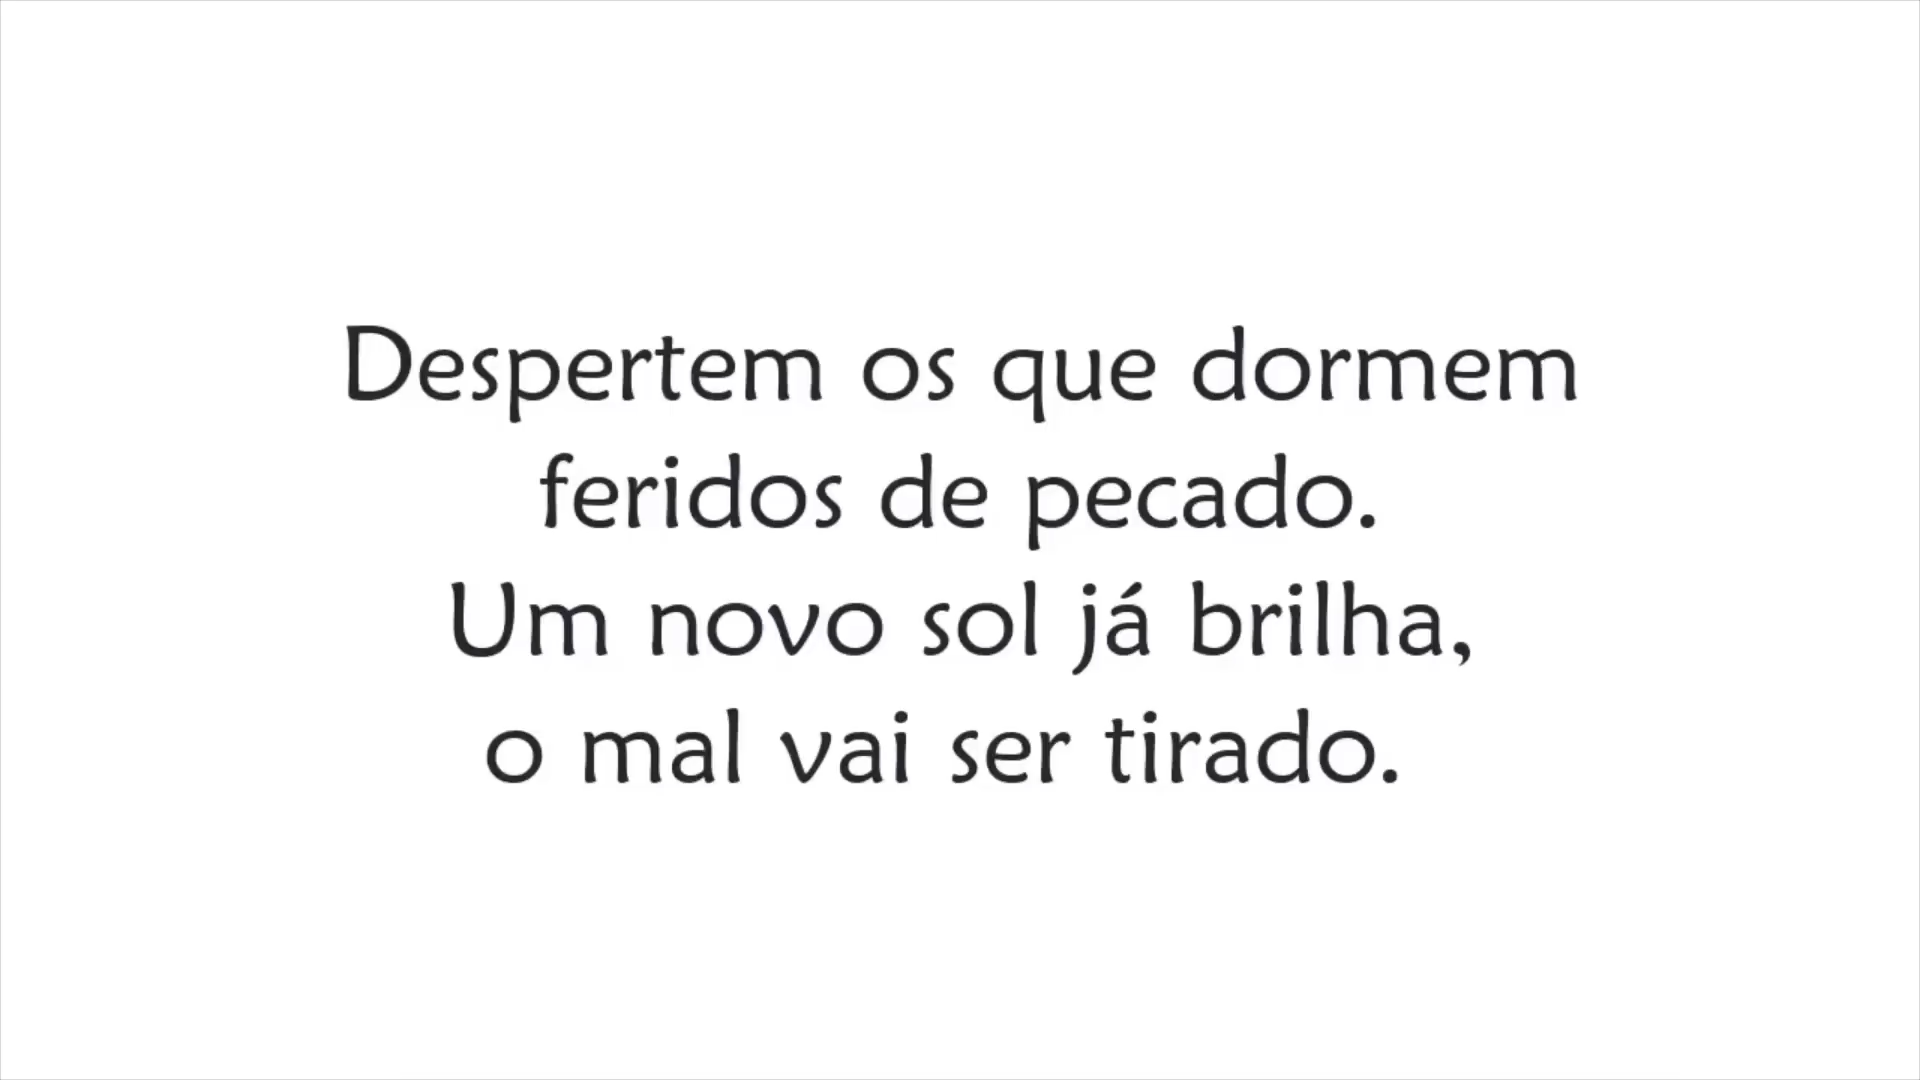 Despertem os que dormem
feridos de pecado.
Um novo sol já brilha,
o mal vai ser tirado.